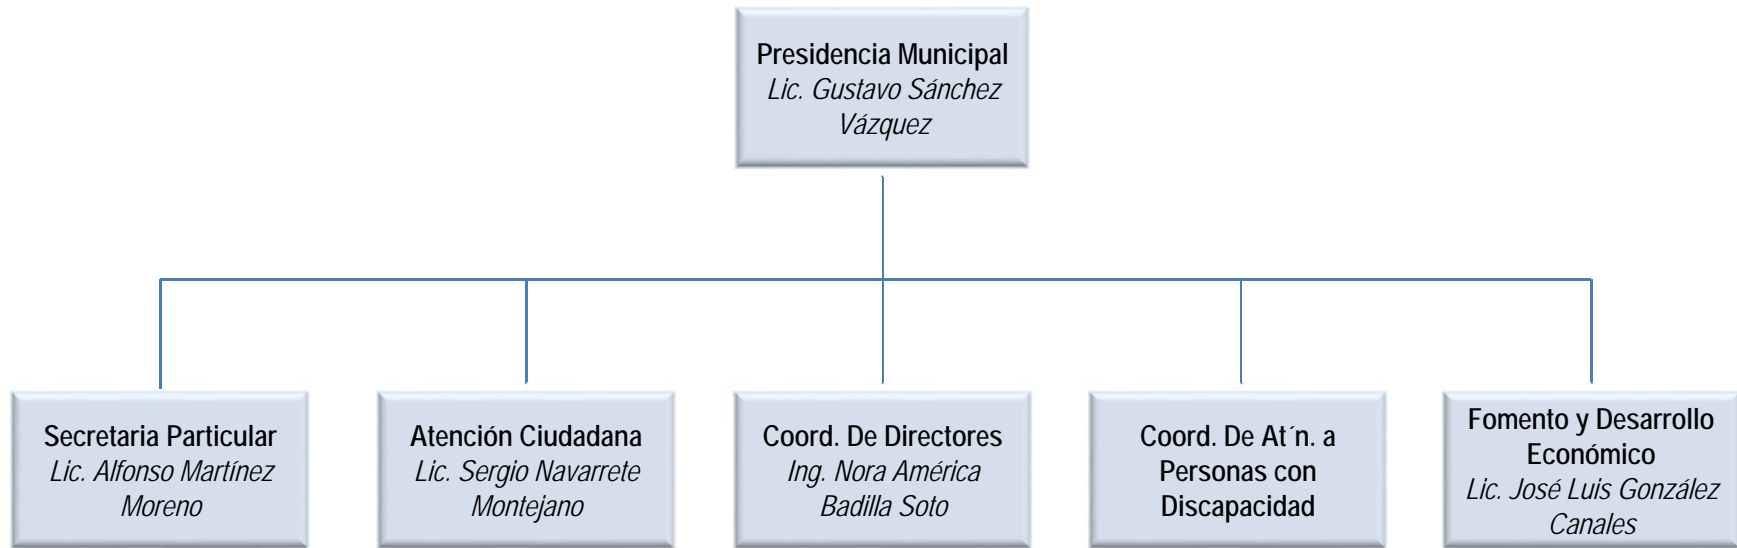 Presidencia Municipal
Lic. Gustavo Sánchez
Vázquez
Secretaria Particular
Lic. Alfonso Martínez
Moreno
Atención Ciudadana
Lic. Sergio Navarrete
Montejano
Coord. De Directores
Ing. Nora América
Badilla Soto
Coord. De At´n. a
Personas con
Discapacidad
Fomento y Desarrollo
Económico
Lic. José Luis González
Canales